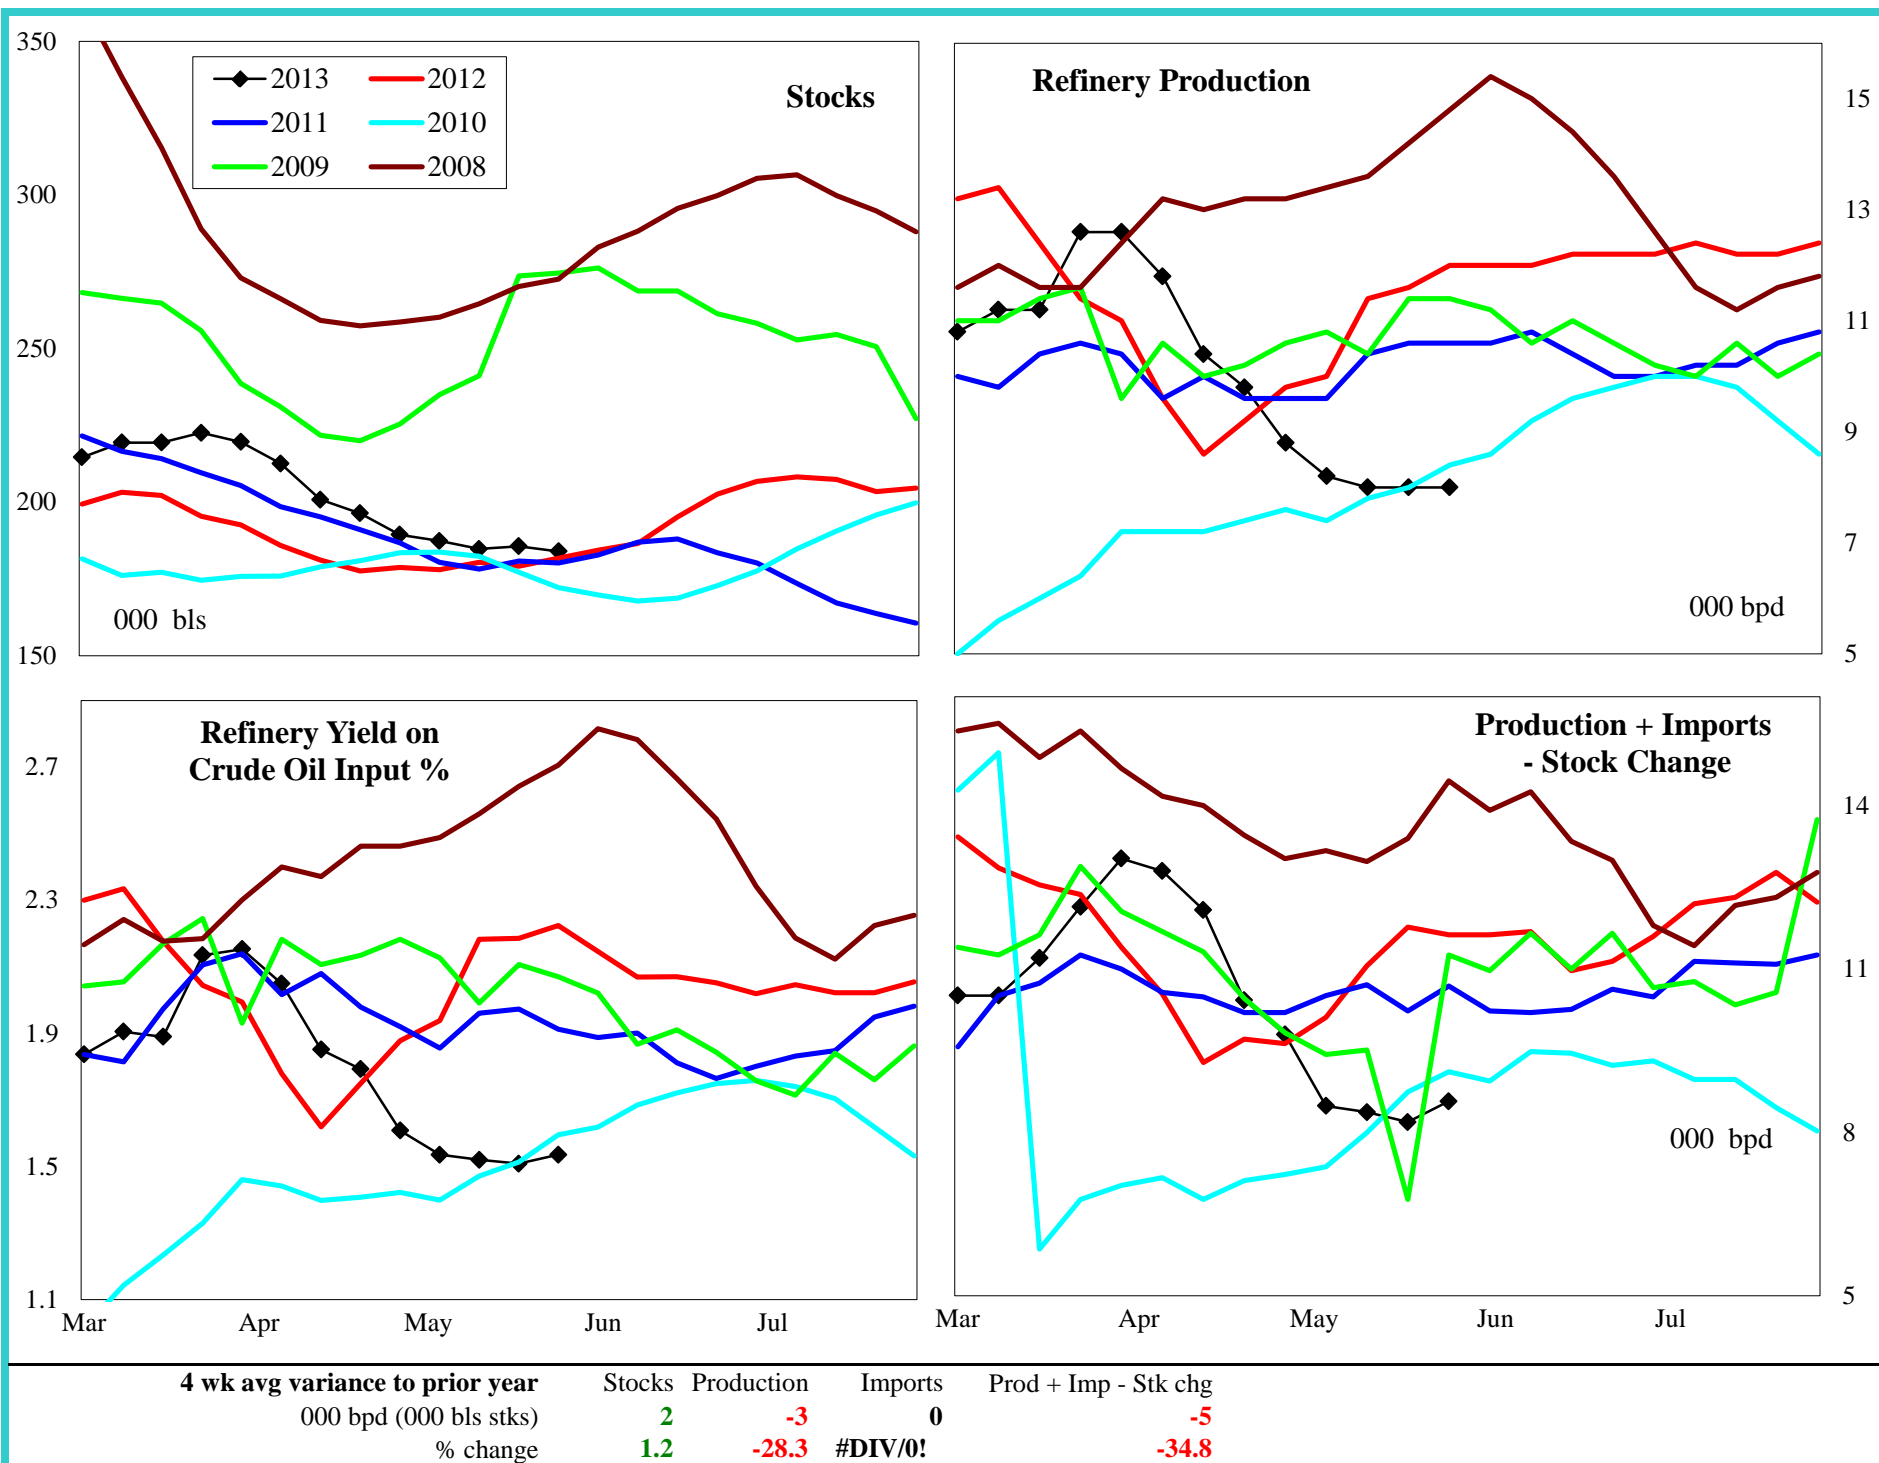 350
300
250
200
150
2013 2012
2011 2010
2009 2008
Stocks
000 bls
Refinery Production
15
13
11
9
7
5
000 bpd
Refinery Yield on
Crude Oil Input %
2.7
2.3
1.9
1.5
1.1
Mar Apr May Jun Jul
Production + Imports
- Stock Change
14
11
8
5
000 bpd
Mar Apr May Jun Jul
4 wk avg variance to prior year Stocks Production Imports Prod + Imp - Stk chg
000 bpd (000 bls stks) 2 -3 0 -5
% change 1.2 -28.3 #DIV/0! -34.8